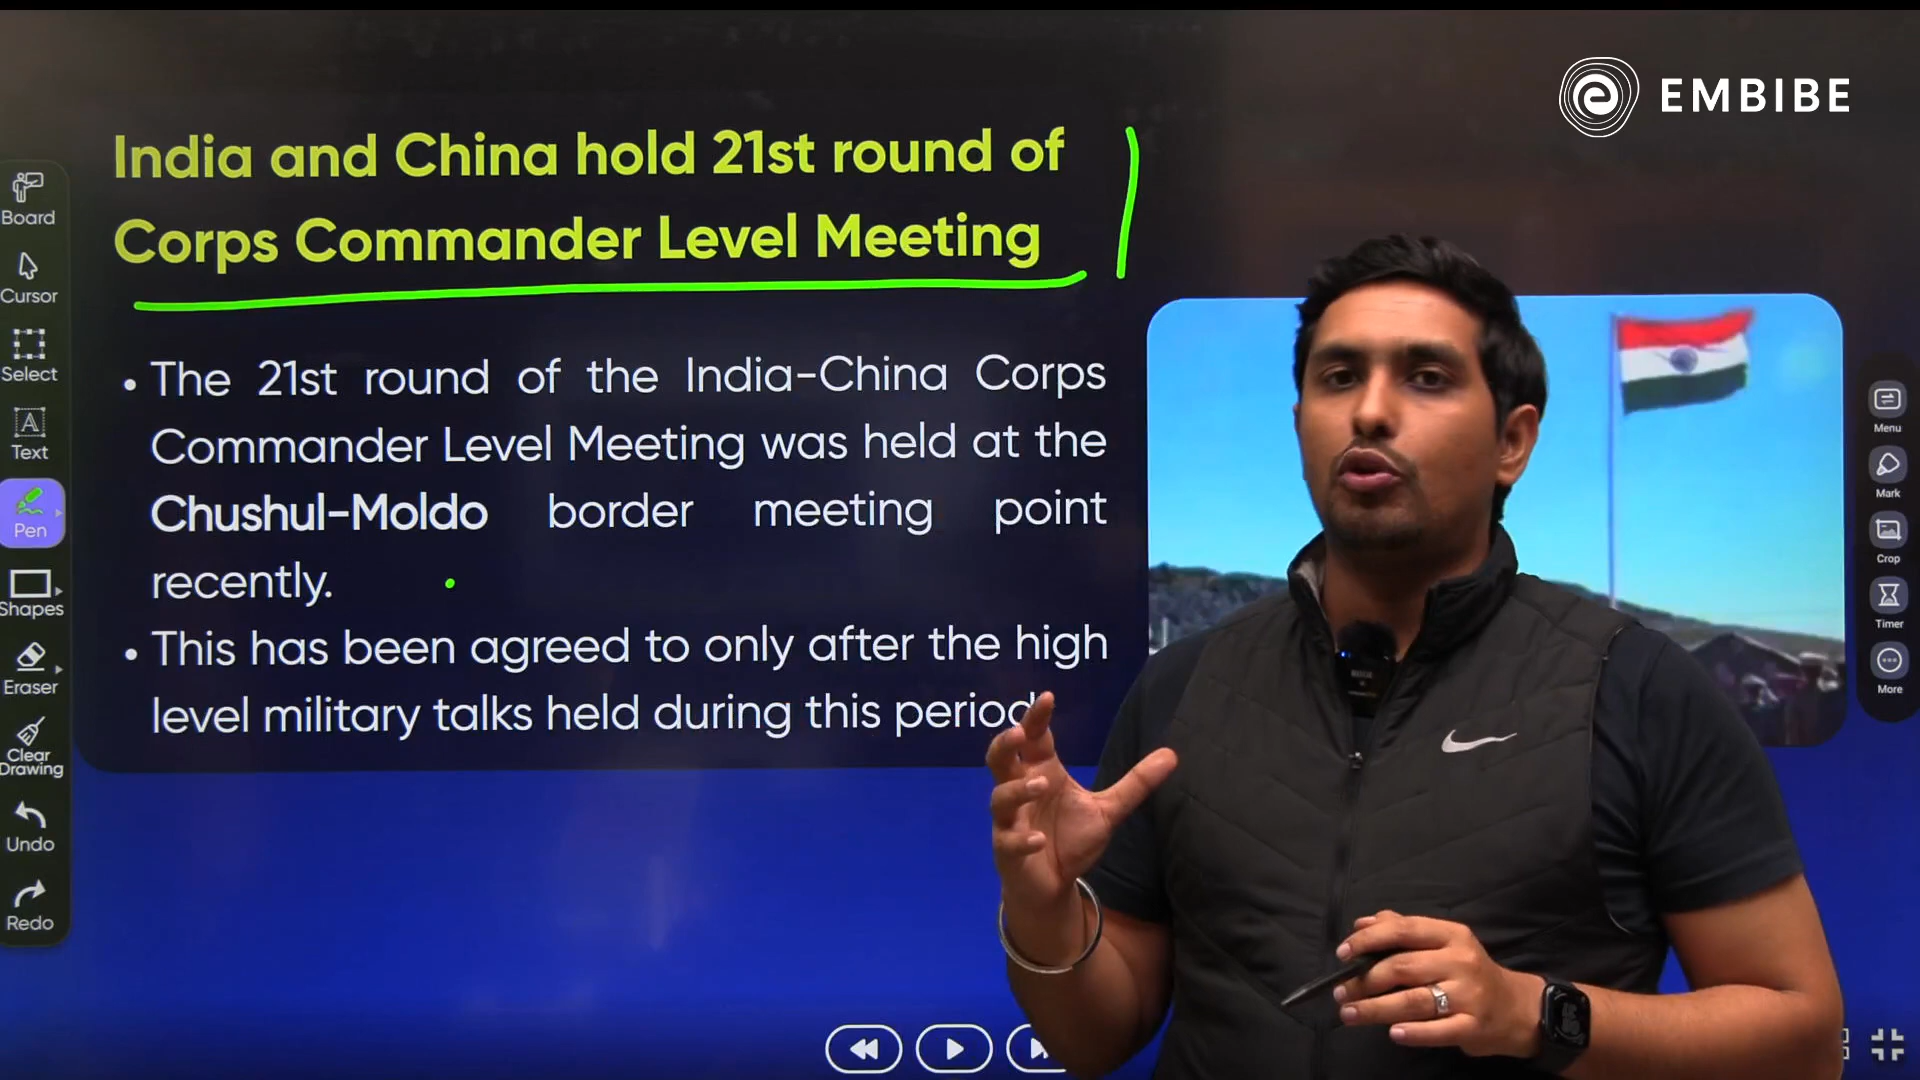 EMBIBE
India and China hold 21st round of
Corps Commander Level Meeting
• The 21st round of the India-China Corps
Commander Level Meeting was held at the
Chushul-Moldo border meeting point
recently.
• This has been agreed to only after the high
level military talks held during this period
Board
Cursor
Select
Text
Pen
Shapes
Eraser
Clear
Drawing
Undo
Redo
Menu
Mark
Crop
Timer
More